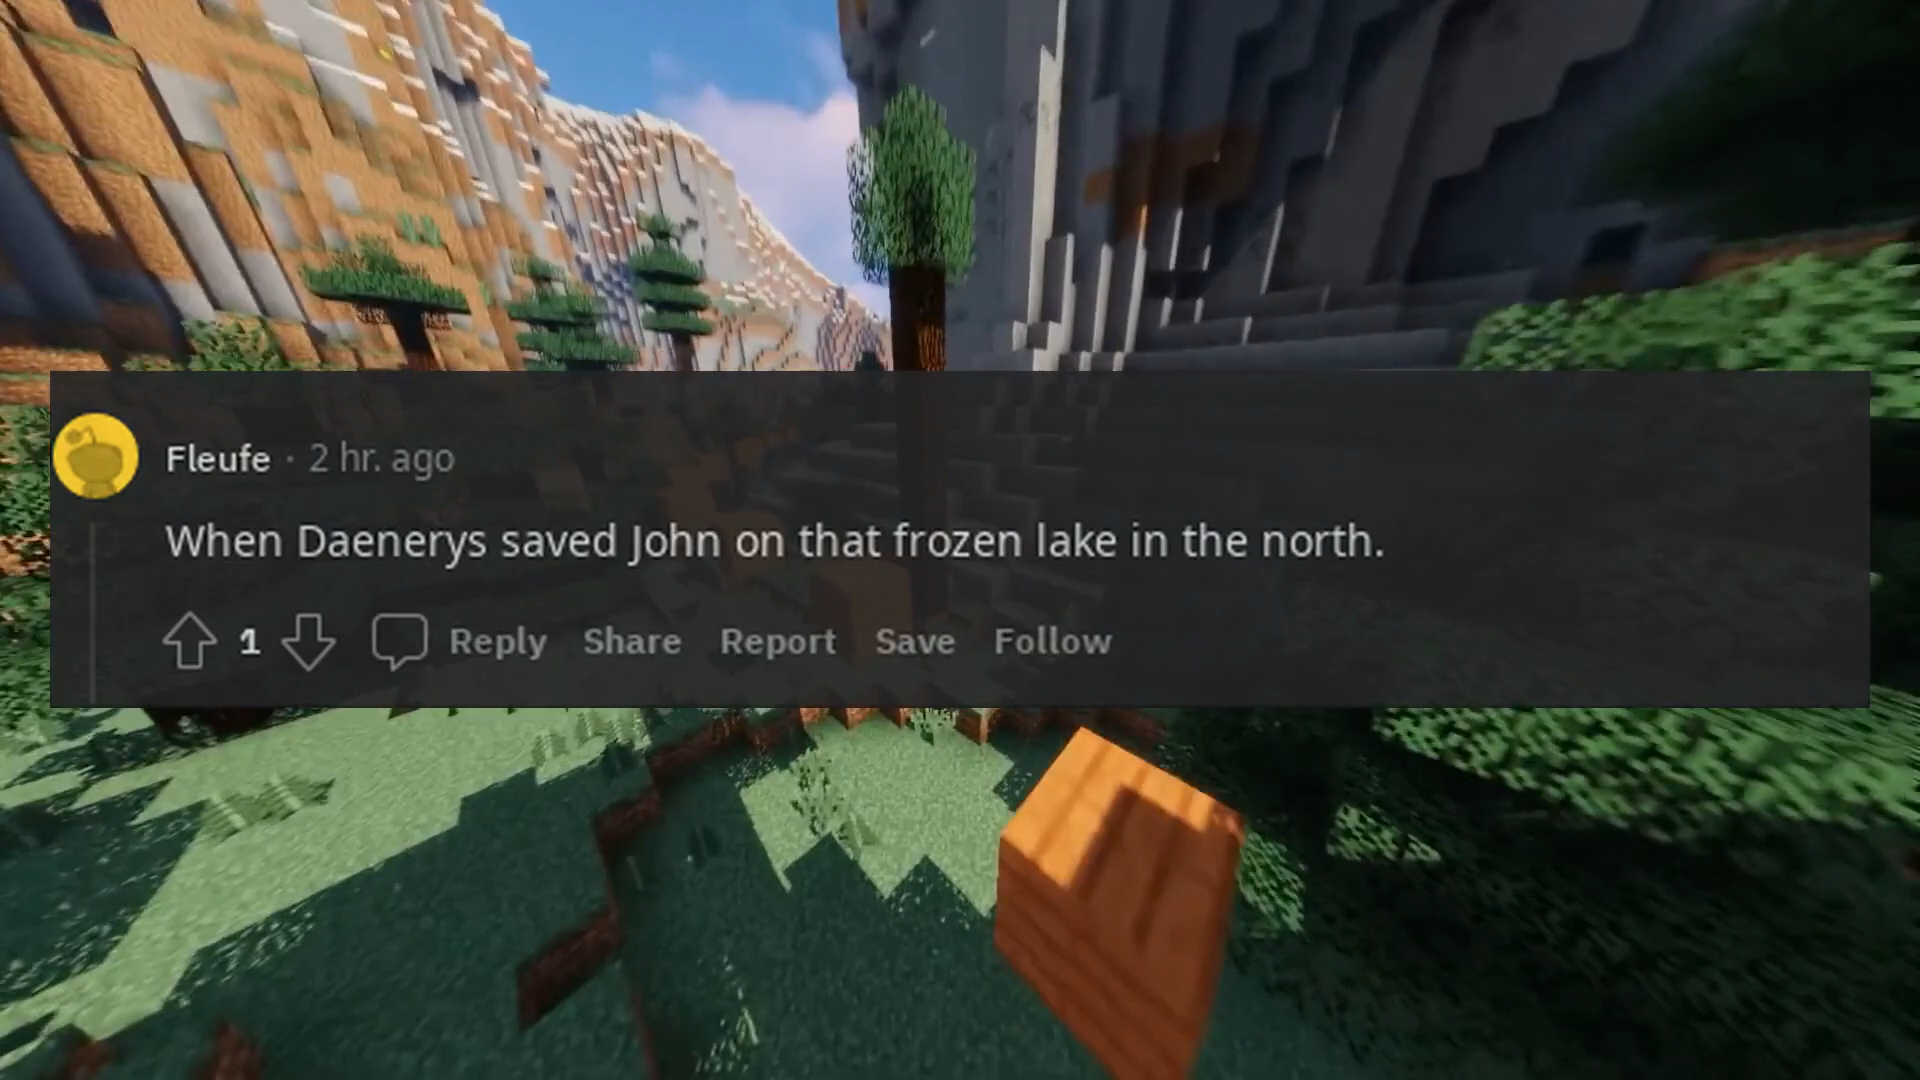 Fleufe · 2 hr. ago
When Daenerys saved John on that frozen lake in the north.
1 Reply Share Report Save Follow